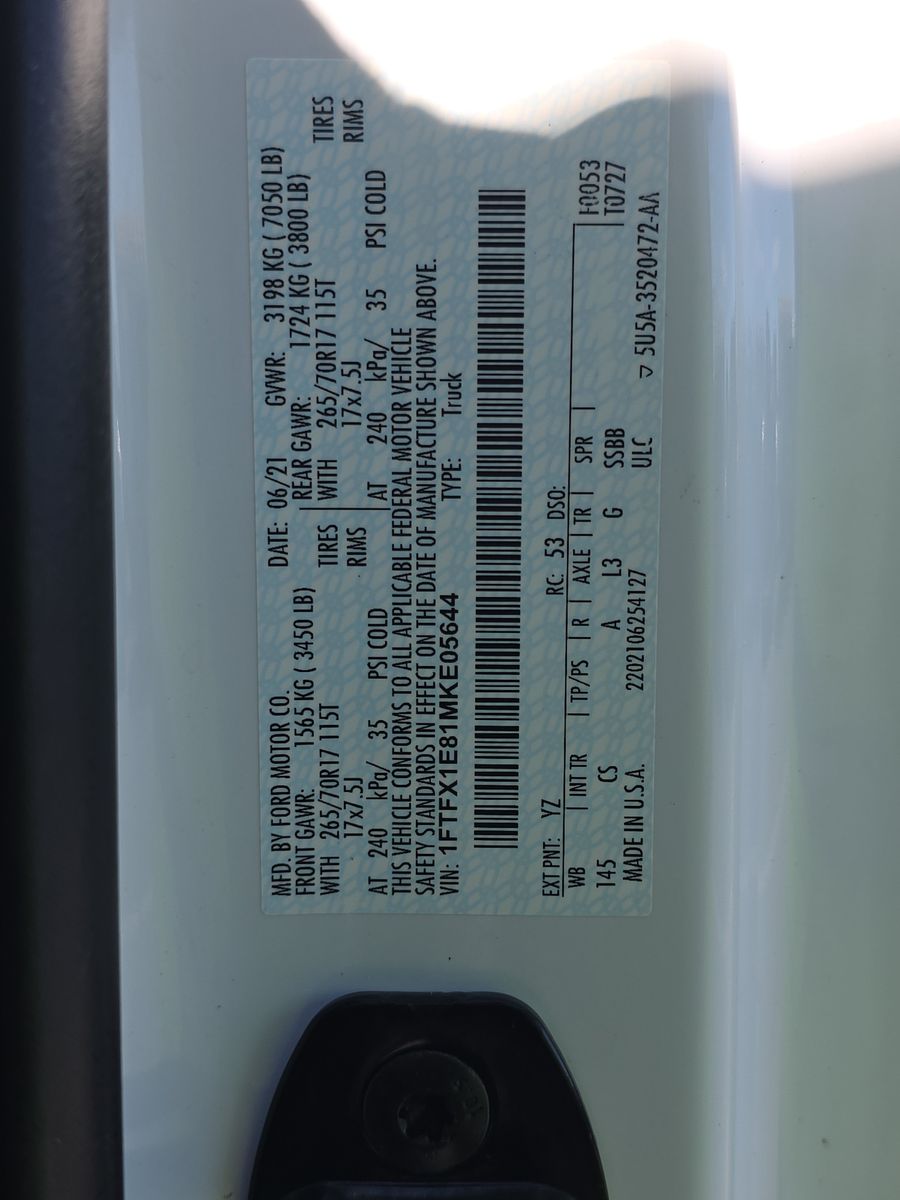 MFD. BY FORD MOTOR CO. DATE: 06/21 GVWR: 3198 KG ( 7050 LB)
FRONT GAWR: 1565 KG ( 3450 LB) REAR GAWR: 1724 KG ( 3800 LB)
WITH 265/70R17 115T TIRES WITH 265/70R17 115T TIRES
17x7.5J RIMS 17x7.5J RIMS
AT 240 kPa/ 35 PSI COLD AT 240 kPa/ 35 PSI COLD
THIS VEHICLE CONFORMS TO ALL APPLICABLE FEDERAL MOTOR VEHICLE
SAFETY STANDARDS IN EFFECT ON THE DATE OF MANUFACTURE SHOWN ABOVE.
VIN: 1FTFX1E81MKE05644 TYPE: Truck
EXT PNT: YZ RC: 53 DSO:
WB | INT TR | TP/PS | R | AXLE | TR | SPR | F0053
145 CS A L3 G SSBB T0727
MADE IN U.S.A. 2202106254127 ULC ▽ 5U5A-3520472-AA